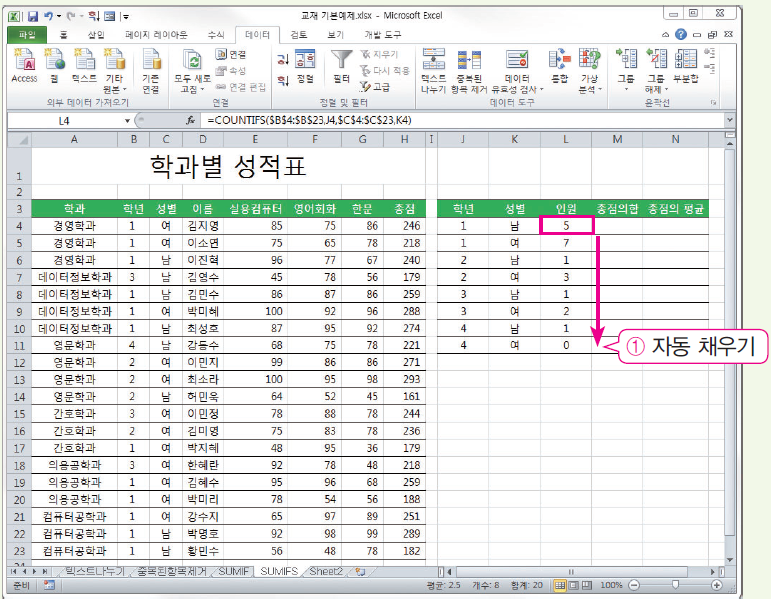 교재 기본예제.xlsx - Microsoft Excel
파일 홈 삽입 페이지 레이아웃 수식 데이터 검토 보기 개발 도구
Access 웹 텍스트 기타 원본 기존 연결 모두 새로 고침 연결 속성 연결 편집 정렬 필터 지우기 다시 적용 고급 텍스트 나누기 중복된 항목 제거 데이터 유효성 검사 통합 가상 분석 그룹 그룹 해제 부분합
외부 데이터 가져오기 연결 정렬 및 필터 데이터 도구 윤곽선
L4 fx =COUNTIFS($B$4:$B$23,J4,$C$4:$C$23,K4)
A B C D E F G H I J K L M N
1 학과별 성적표
2
3 학과 학년 성별 이름 실용컴퓨터 영어회화 한문 총점 학년 성별 인원 총점의합 총점의 평균
4 경영학과 1 여 김지영 85 75 86 246 1 남 5
5 경영학과 1 여 이소연 75 65 78 218 1 여 7
6 경영학과 1 남 이진혁 96 77 67 240 2 남 1
7 데이터정보학과 3 남 김영수 45 78 56 179 2 여 3
8 데이터정보학과 1 남 김민수 86 87 86 259 3 남 1
9 데이터정보학과 1 여 박미혜 100 92 96 288 3 여 2
10 데이터정보학과 1 남 최성호 87 95 92 274 4 남 1
11 영문학과 4 남 강동수 68 75 78 221 4 여 0
① 자동 채우기
12 영문학과 2 여 이민지 99 86 86 271
13 영문학과 2 여 최소라 100 95 98 293
14 영문학과 2 남 허민욱 64 52 45 161
15 간호학과 3 여 이민정 78 88 78 244
16 간호학과 2 여 김미영 78 83 75 78 236
17 간호학과 1 여 박지혜 48 95 36 179
18 의용공학과 3 여 한혜란 92 78 48 218
19 의용공학과 1 여 김혜수 95 96 68 259
20 의용공학과 1 여 박미리 78 54 56 188
21 컴퓨터공학과 1 여 강수지 65 97 89 251
22 컴퓨터공학과 1 남 박명호 92 98 99 289
23 컴퓨터공학과 1 남 황민수 56 48 78 182
텍스트나누기 중복된항목제거 SUMIF SUMIFS Sheet2
준비 평균: 2.5 개수: 8 합계: 20 100%